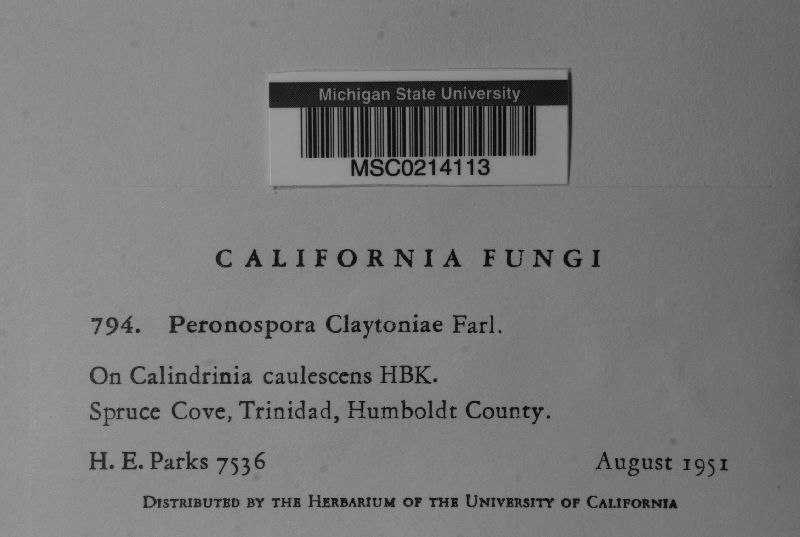 Michigan State University
MSC0214113
CALIFORNIA FUNGI
794. Peronospora Claytoniae Farl.
On Calindrinia caulescens HBK.
Spruce Cove, Trinidad, Humboldt County.
H. E. Parks 7536 August 1951
Distributed by the Herbarium of the University of California